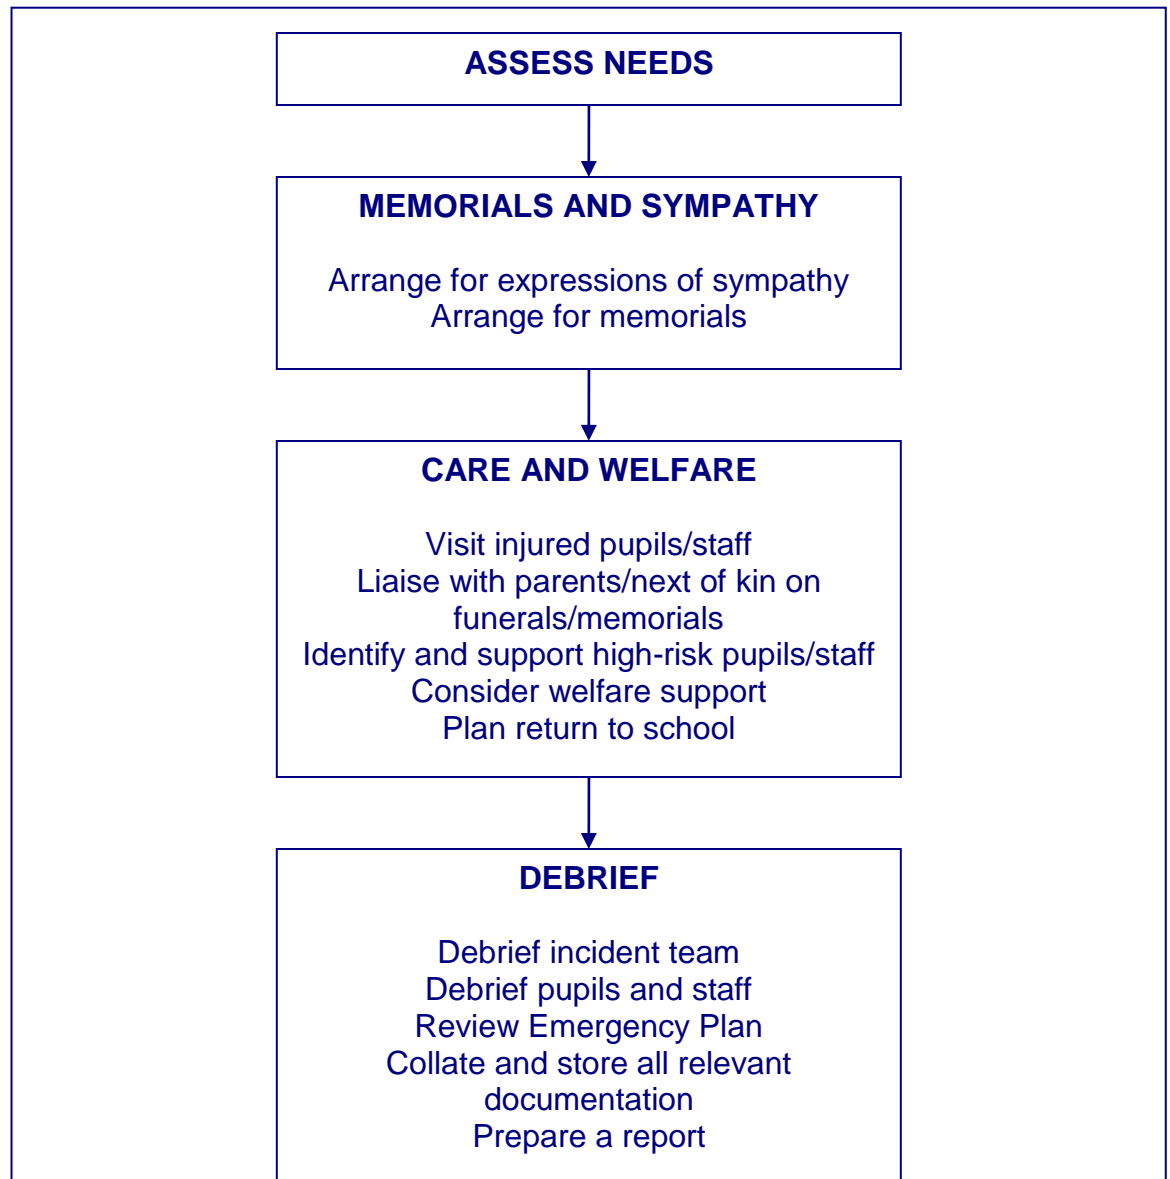 ASSESS NEEDS
MEMORIALS AND SYMPATHY
Arrange for expressions of sympathy
Arrange for memorials
CARE AND WELFARE
Visit injured pupils/staff
Liaise with parents/next of kin on
funerals/memorials
Identify and support high-risk pupils/staff
Consider welfare support
Plan return to school
DEBRIEF
Debrief incident team
Debrief pupils and staff
Review Emergency Plan
Collate and store all relevant
documentation
Prepare a report